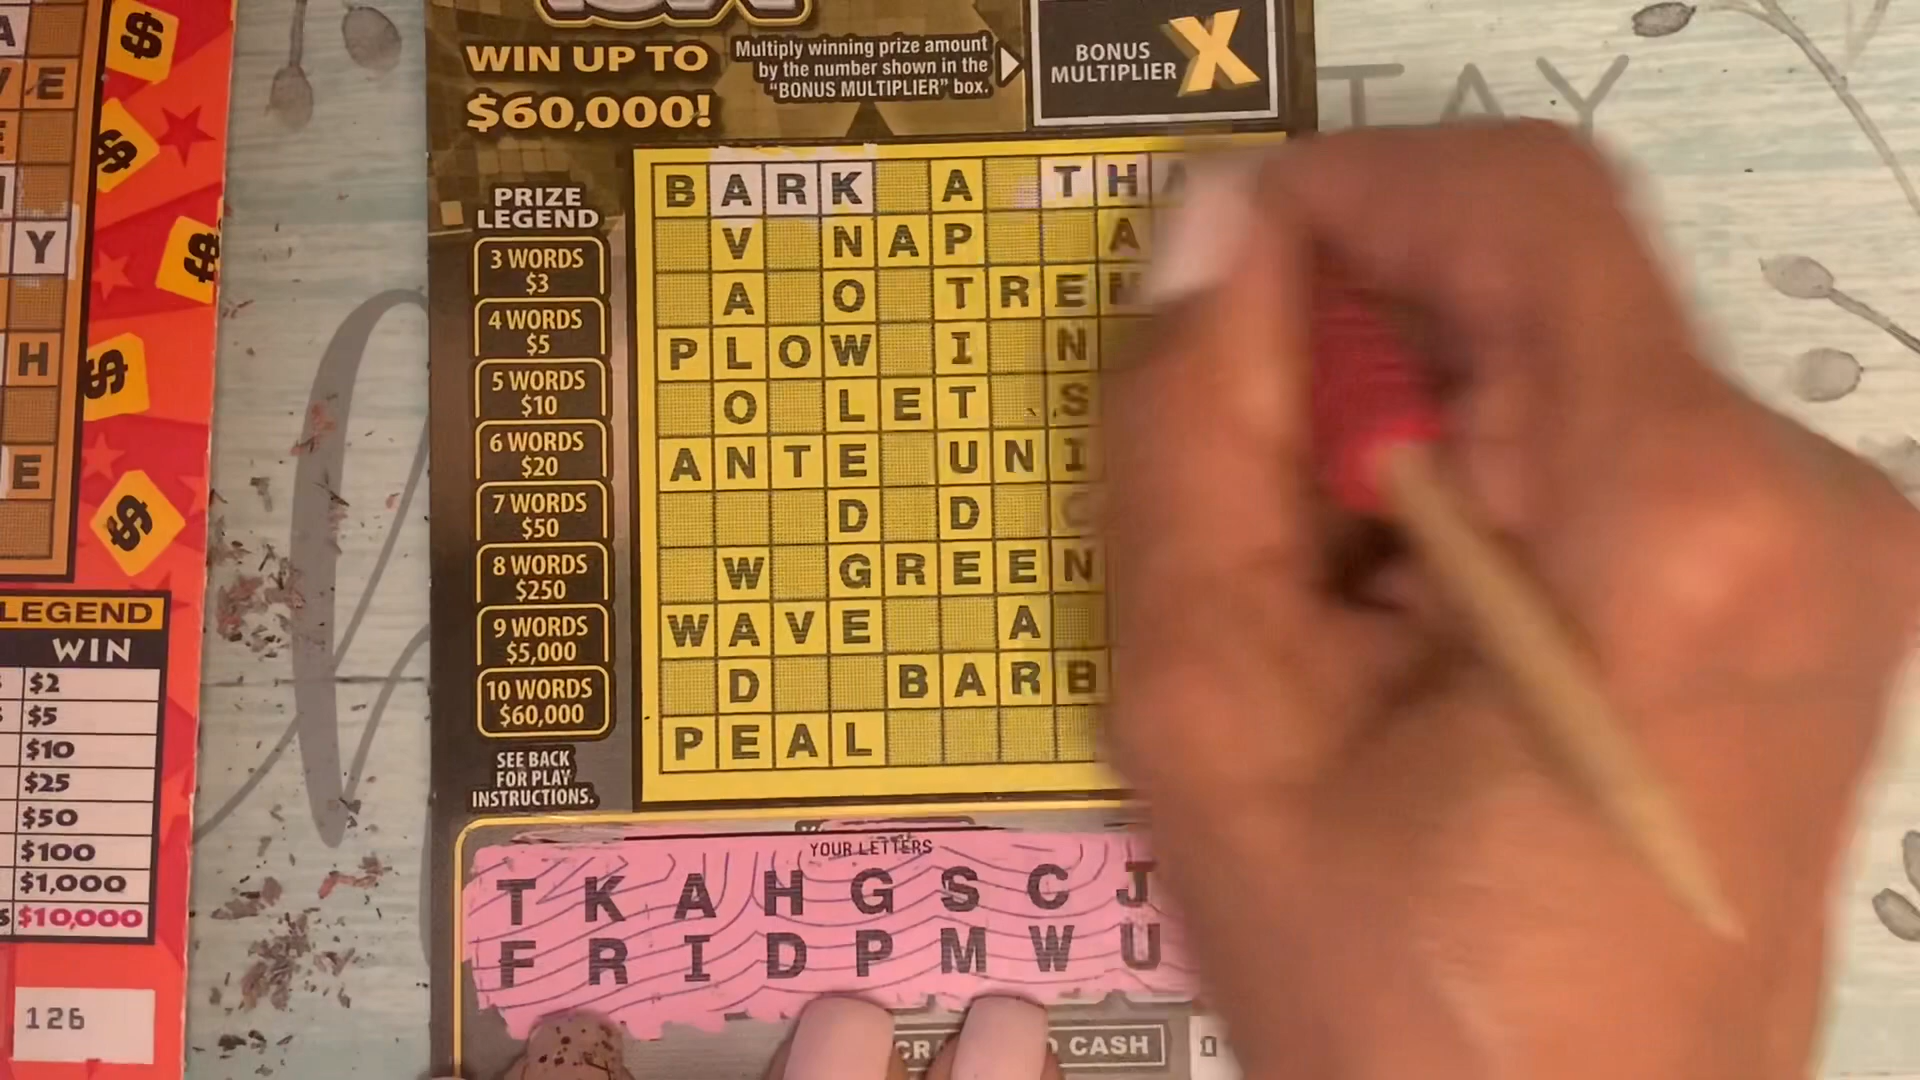 WIN UP TO
$60,000!
Multiply winning prize amount
by the number shown in the
"BONUS MULTIPLIER" box.
BONUS
MULTIPLIER
X
TAY
PRIZE
LEGEND
3 WORDS
$3
4 WORDS
$5
5 WORDS
$10
6 WORDS
$20
7 WORDS
$50
8 WORDS
$250
9 WORDS
$5,000
10 WORDS
$60,000
SEE BACK
FOR PLAY
INSTRUCTIONS.
B A R K A T H
V N A P A
A O T R E N
P L O W I N
O L E T S
A N T E U N I
D D O
W G R E E N
W A V E A
D B A R B
P E A L
YOUR LETTERS
T K A H G S C J
F R I D P M W U
CASH
VE
Y
H
E
LEGEND
WIN
$2
$5
$10
$25
$50
$100
$1,000
$10,000
126